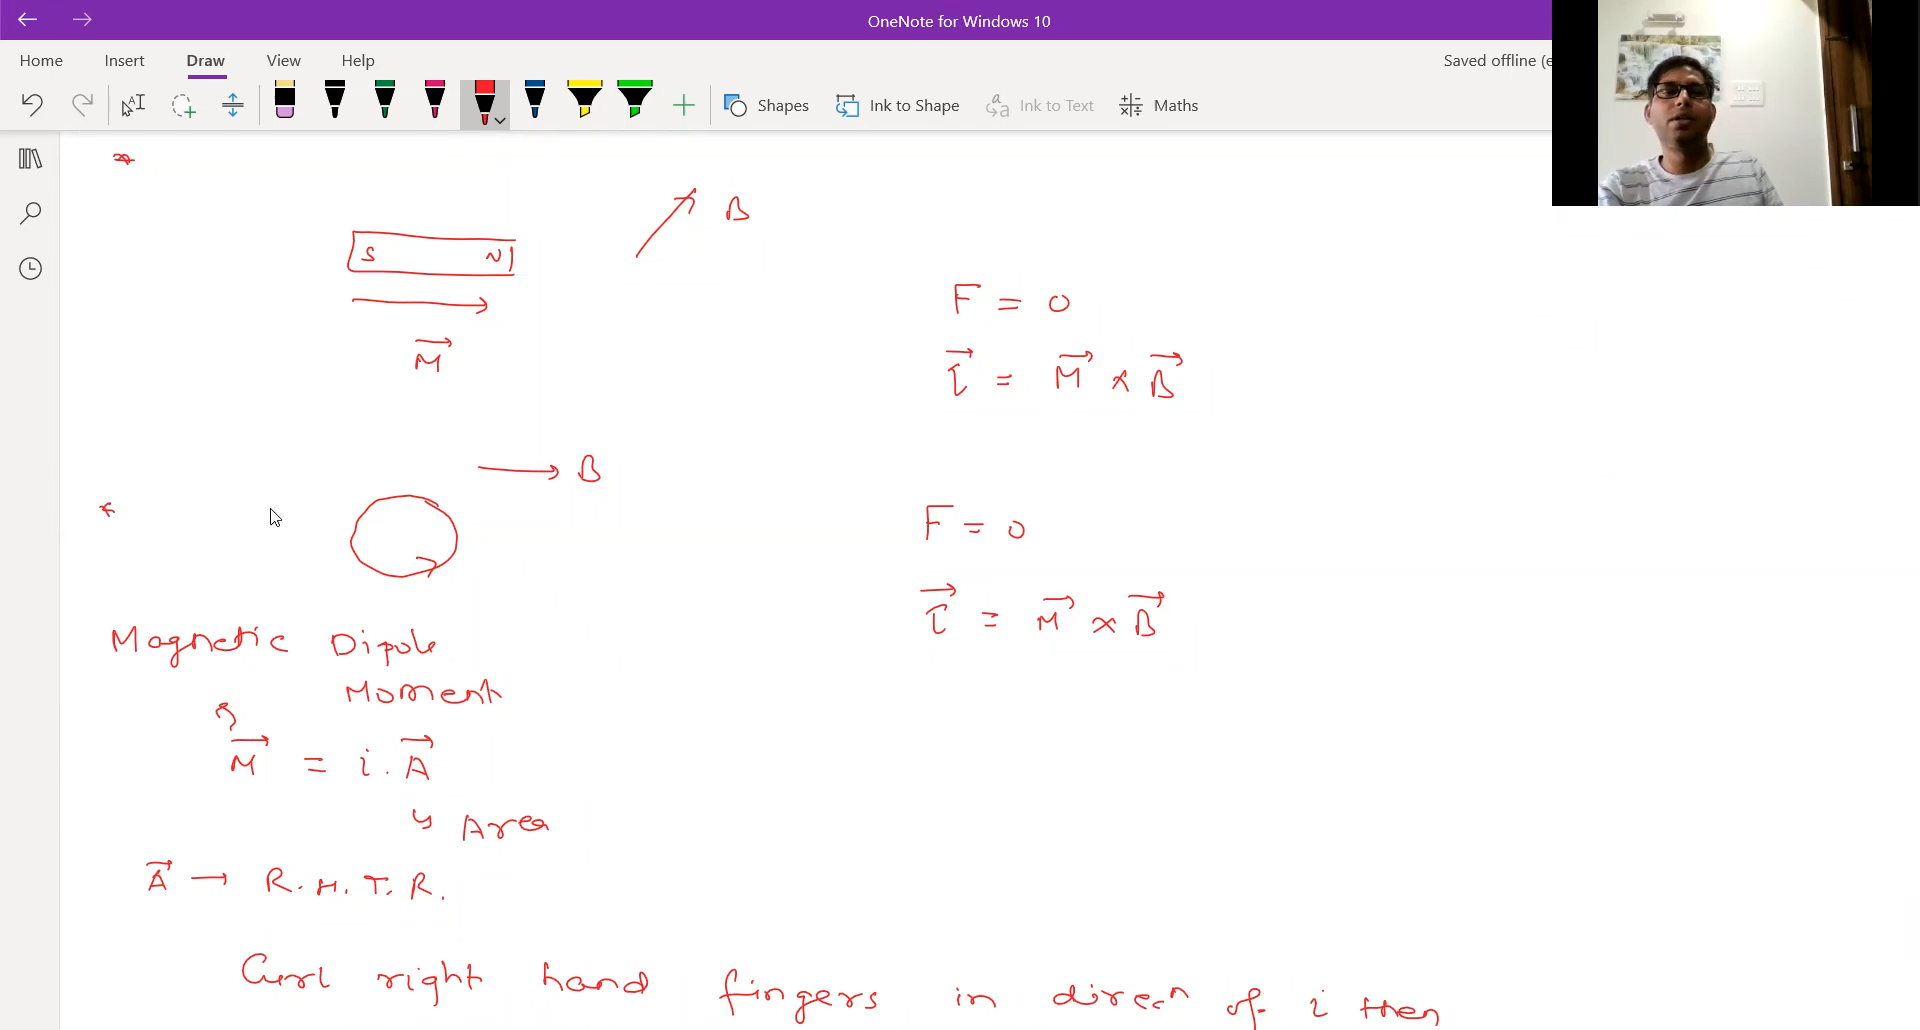 OneNote for Windows 10
Home Insert Draw View Help Saved offline (e
Shapes Ink to Shape Ink to Text Maths
B
S N
F = 0
M
τ = M × B
B
F = 0
τ = M × B
Magnetic Dipole
Moment
M = i . A
Area
A → R.H.T.R.
Curl right hand fingers in direcn of i then